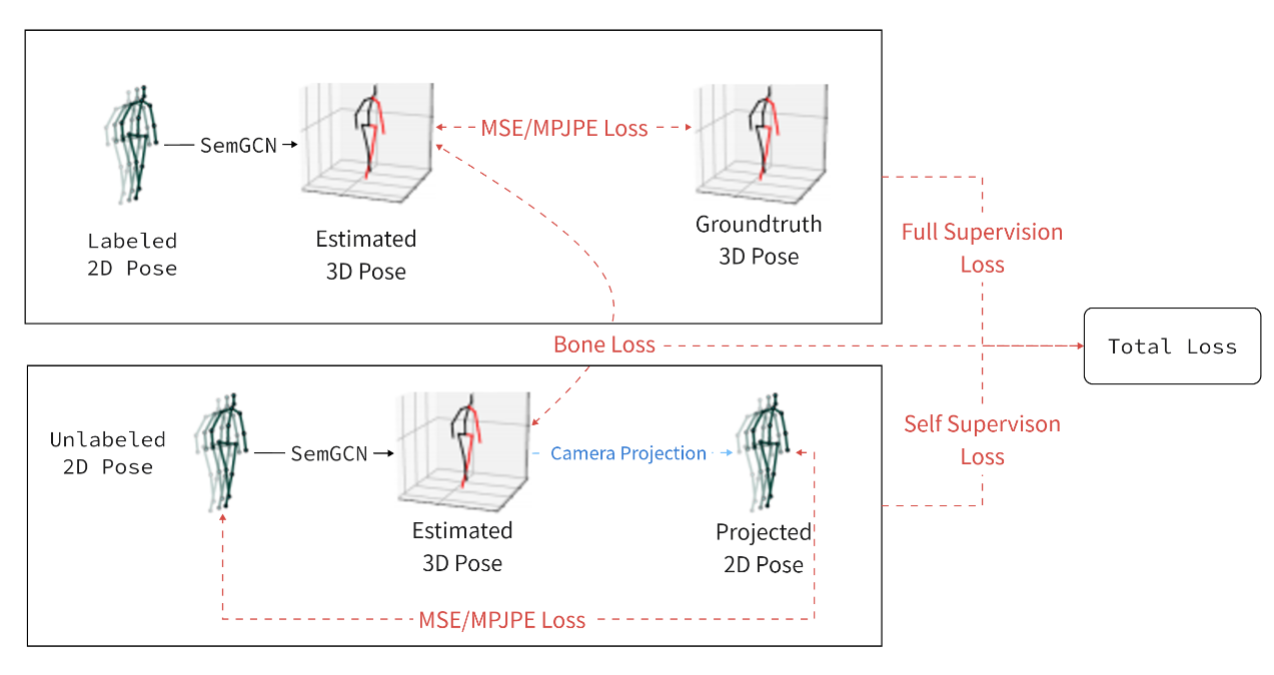 SemGCN
MSE/MPJPE Loss
Labeled
2D Pose
Estimated
3D Pose
Groundtruth
3D Pose
Full Supervision
Loss
Bone Loss
Total Loss
Unlabeled
2D Pose
SemGCN
Camera Projection
Self Supervison
Loss
Estimated
3D Pose
Projected
2D Pose
MSE/MPJPE Loss